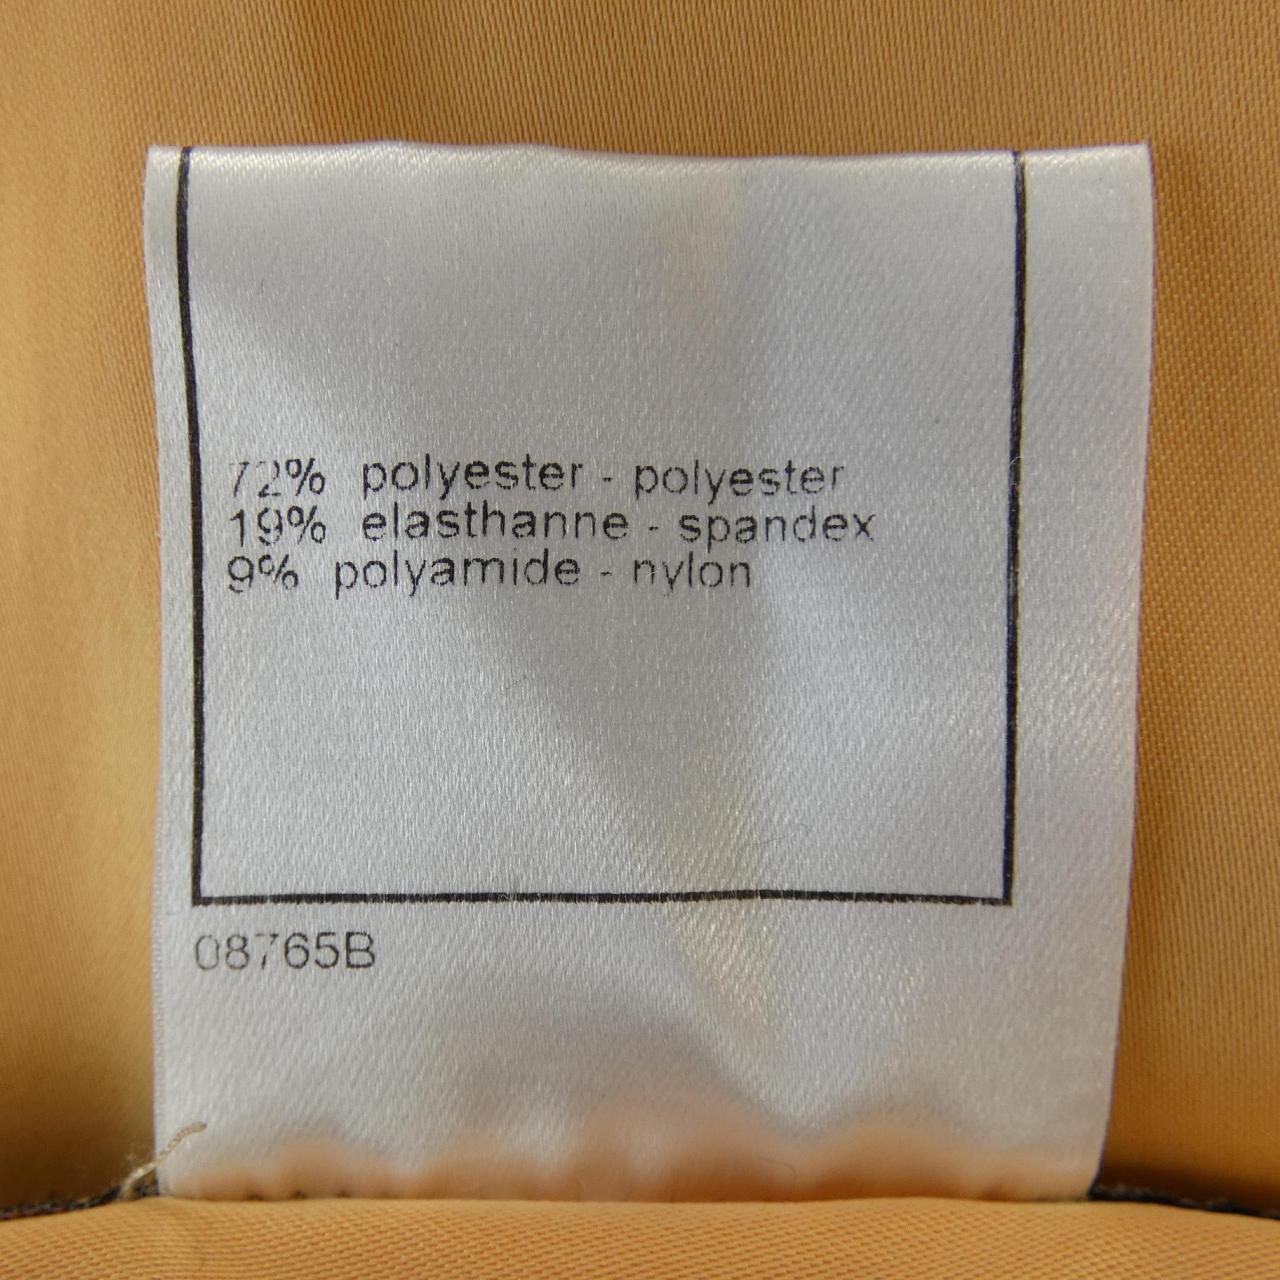 72% polyester - polyester
19% elasthanne - spandex
9% polyamide - nylon
08765B